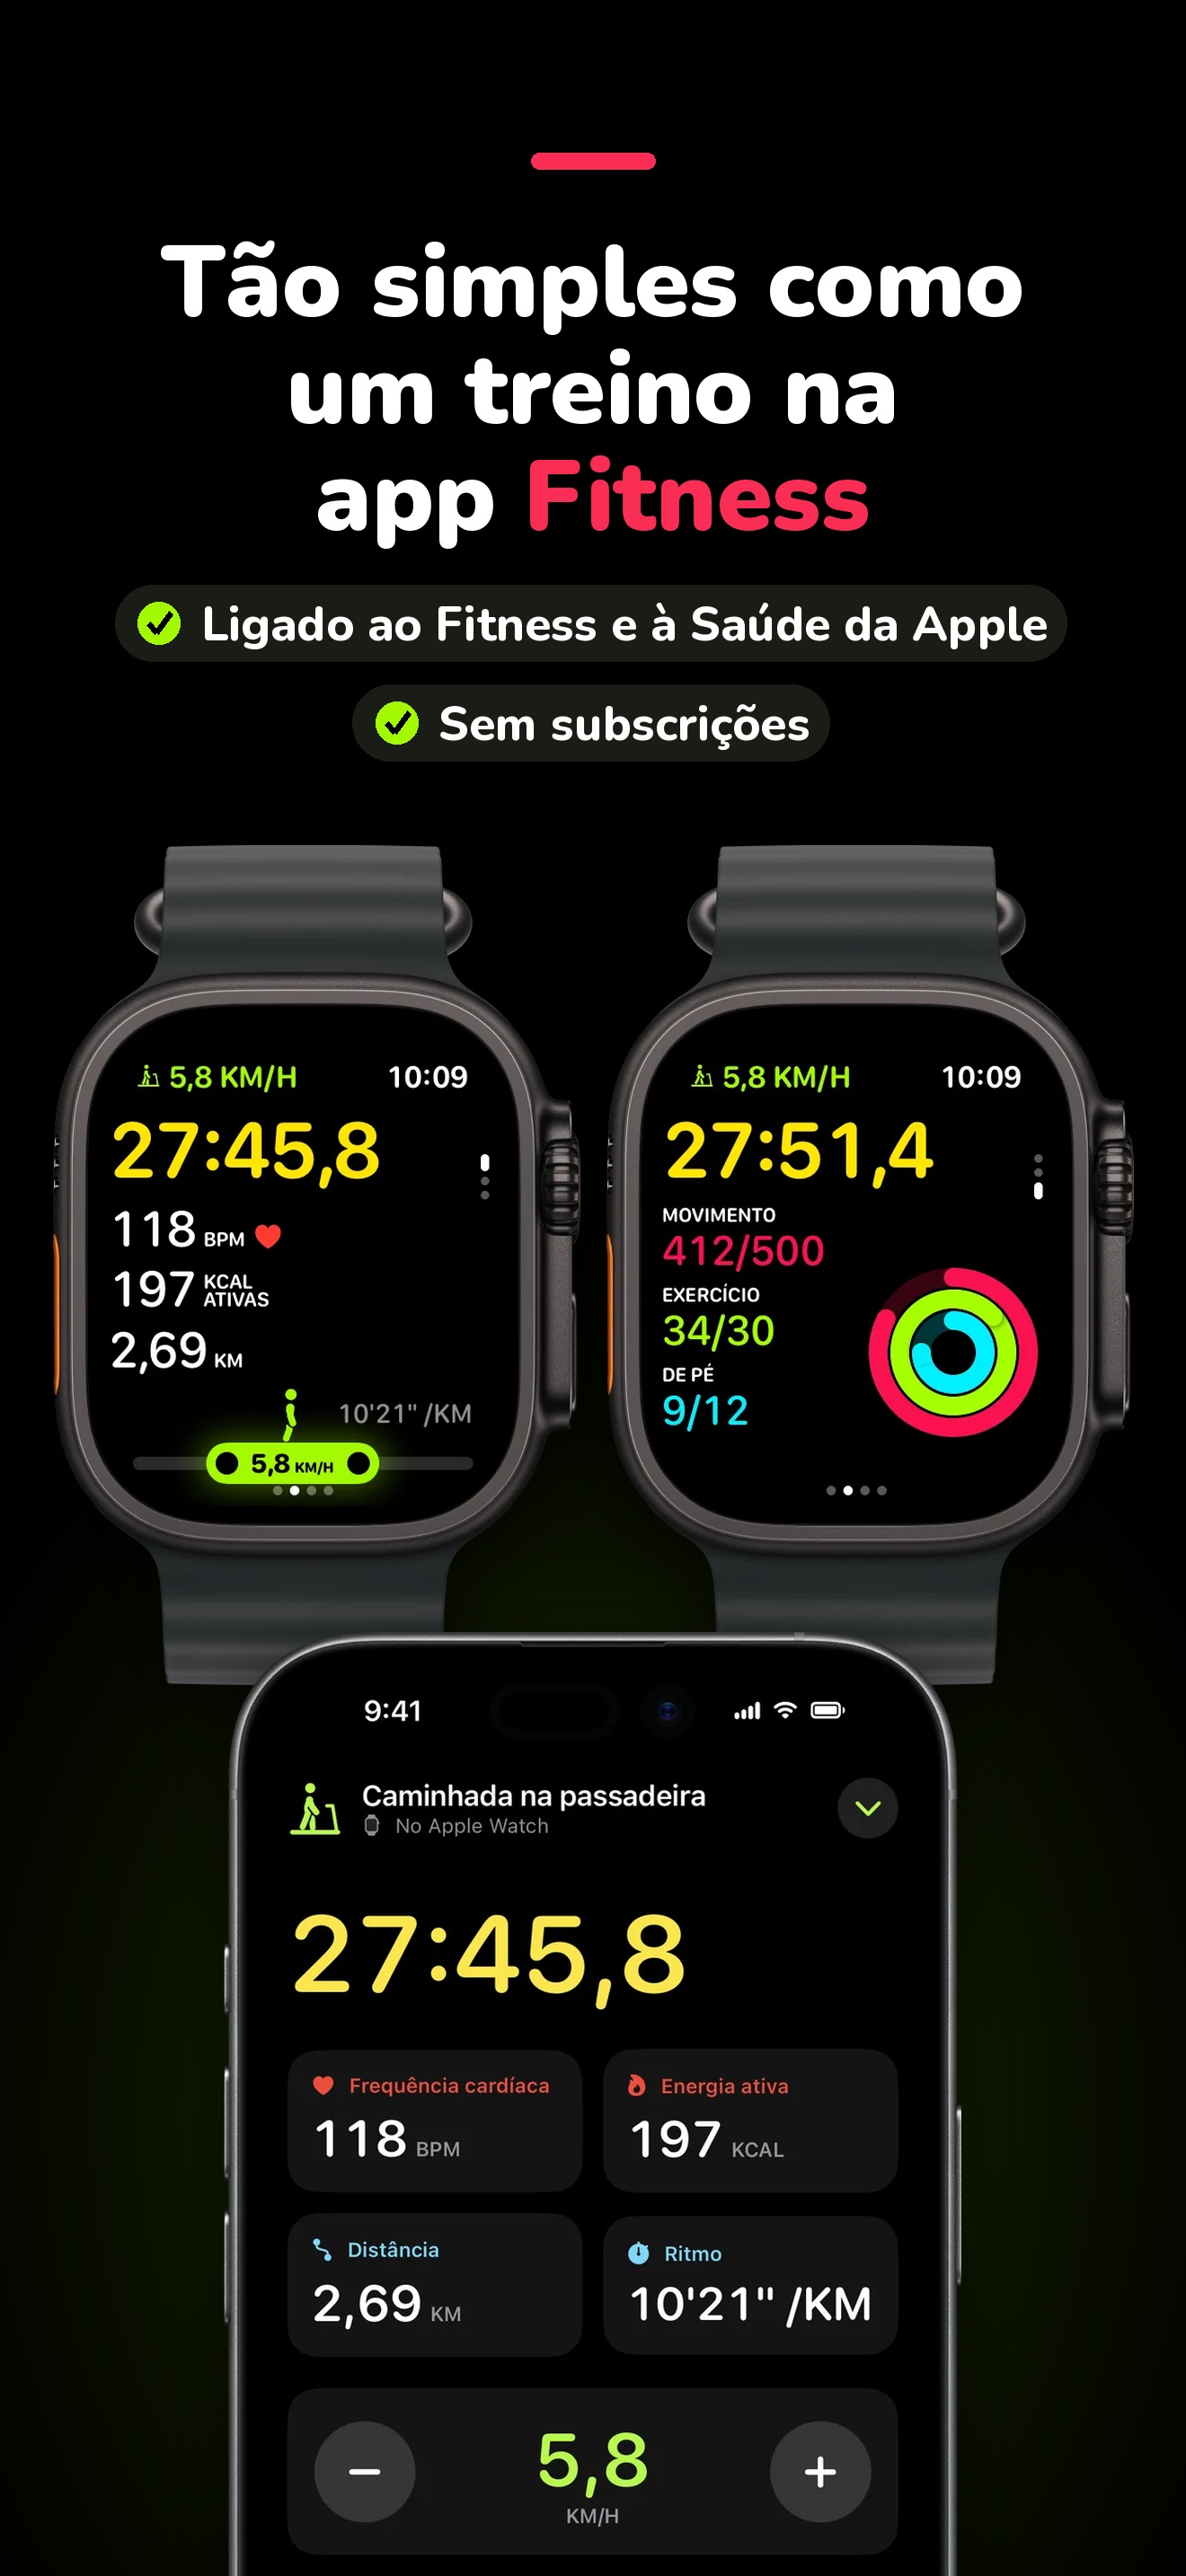 Tão simples como
um treino na
app Fitness
Ligado ao Fitness e à Saúde da Apple
Sem subscrições
5,8 KM/H 10:09
27:45,8
118 BPM
197 KCAL ATIVAS
2,69 KM
10'21" /KM
5,8 KM/H
5,8 KM/H 10:09
27:51,4
MOVIMENTO
412/500
EXERCÍCIO
34/30
DE PÉ
9/12
9:41
Caminhada na passadeira
No Apple Watch
27:45,8
Frequência cardíaca
118 BPM
Energia ativa
197 KCAL
Distância
2,69 KM
Ritmo
10'21" /KM
5,8
KM/H